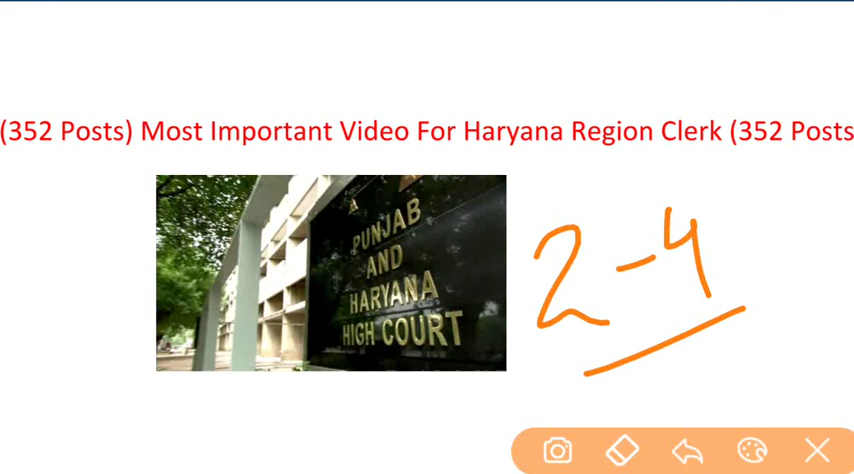 (352 Posts) Most Important Video For Haryana Region Clerk (352 Posts
PUNJAB
AND
HARYANA
HIGH COURT
2-4